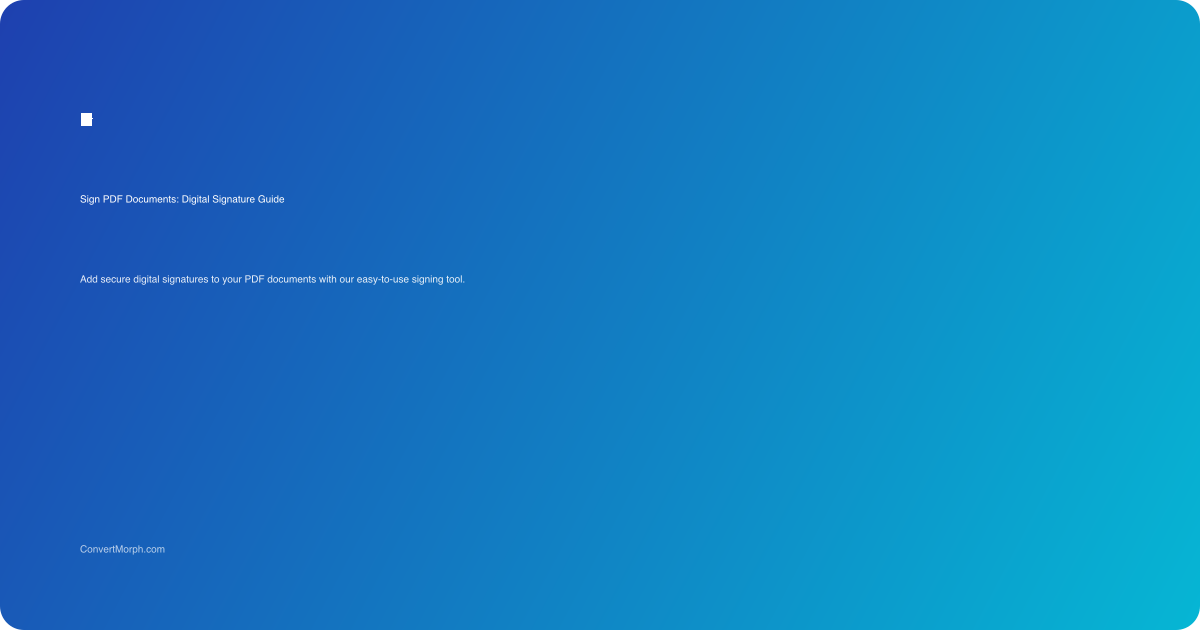 Sign PDF Documents: Digital Signature Guide
Add secure digital signatures to your PDF documents with our easy-to-use signing tool.
ConvertMorph.com